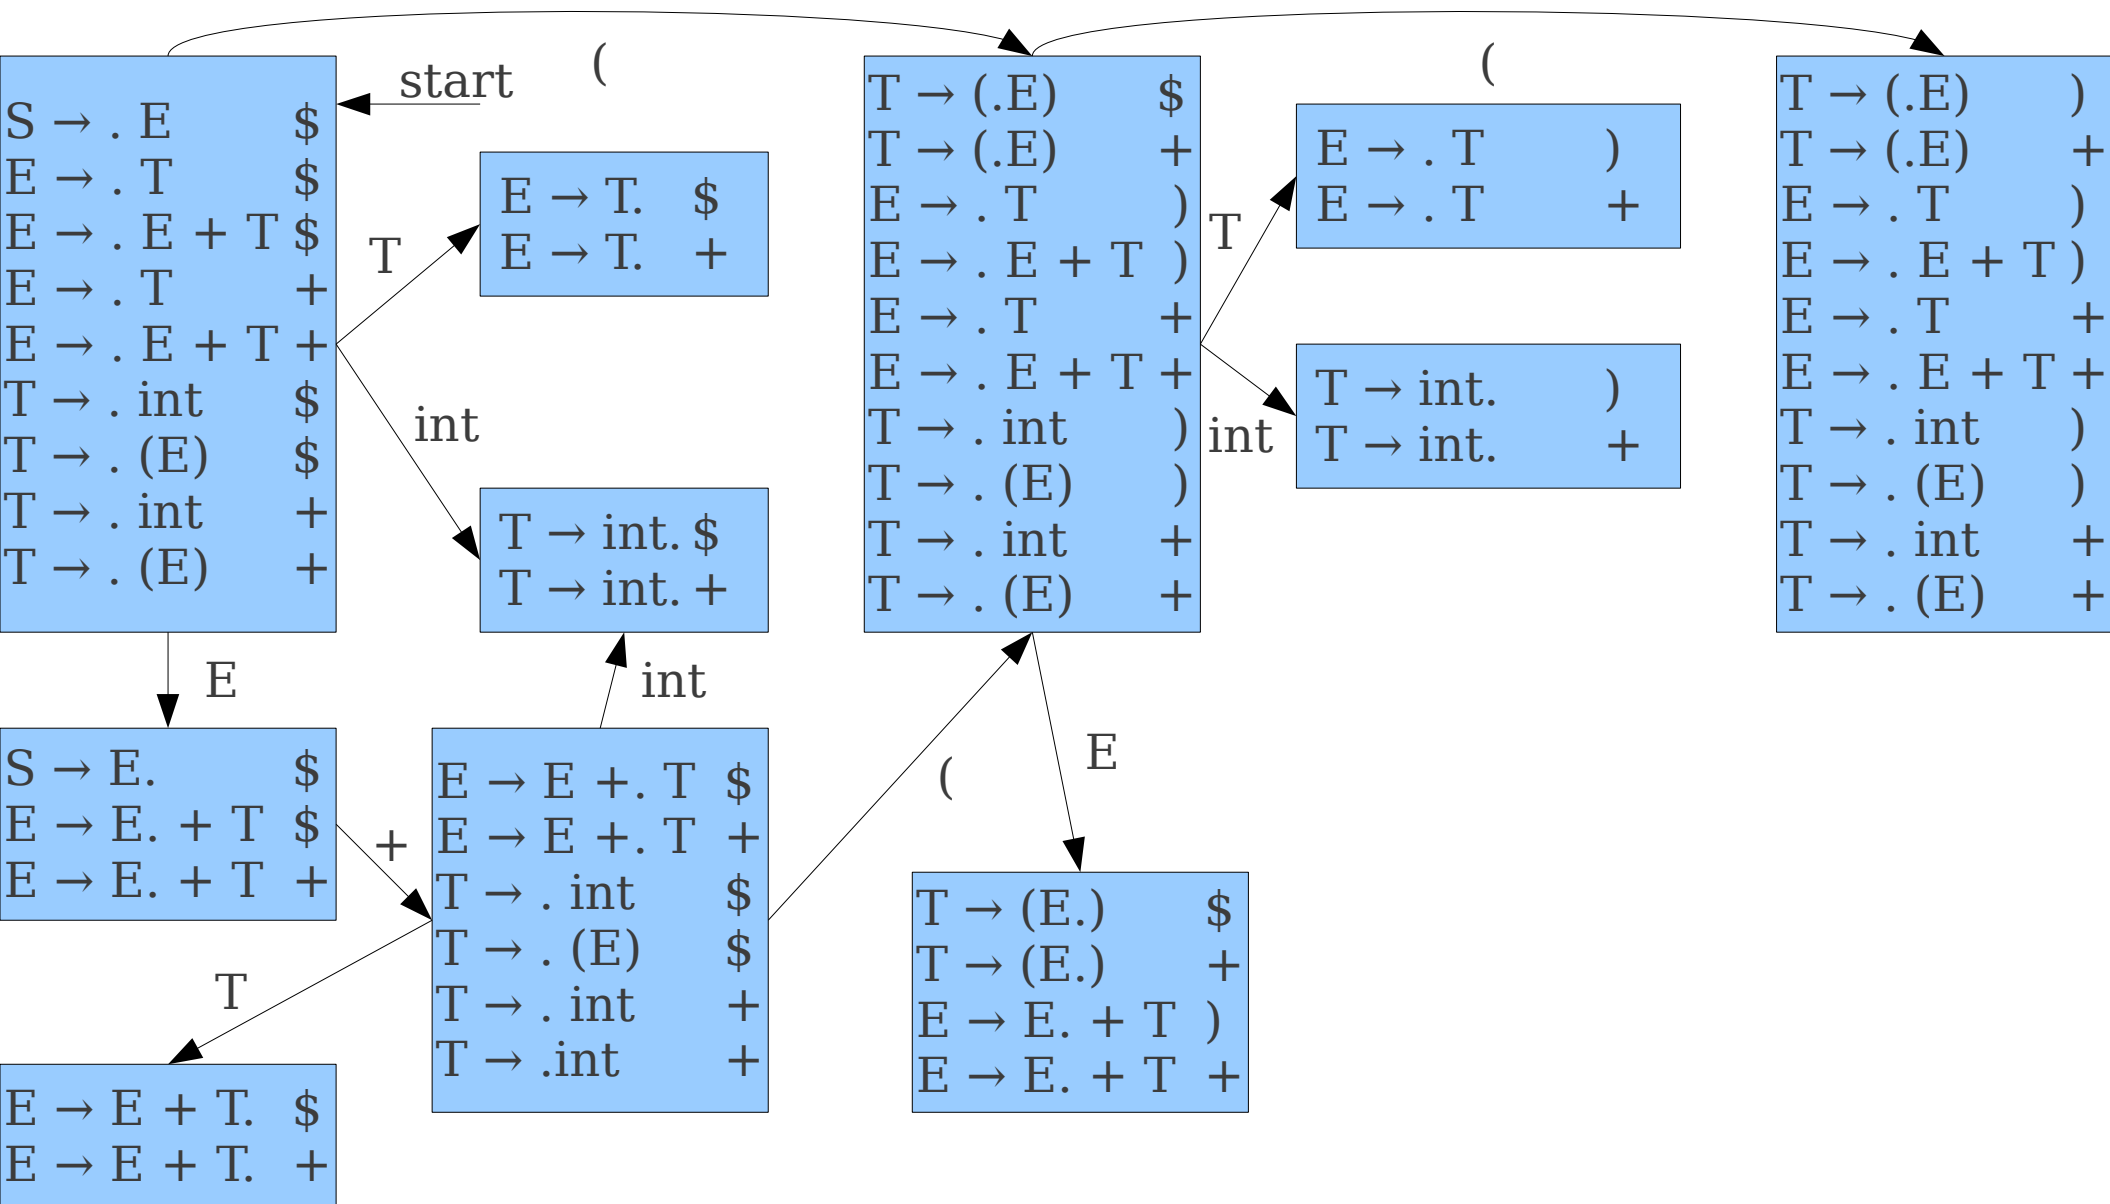 (
(
start
S → . E $
E → . T $
E → . E + T $
E → . T +
E → . E + T +
T → . int $
T → . (E) $
T → . int +
T → . (E) +
T
E → T. $
E → T. +
int
T → int. $
T → int. +
T → (.E) $
T → (.E) +
E → . T )
E → . E + T )
E → . T +
E → . E + T +
T → . int )
T → . (E) )
T → . int +
T → . (E) +
T
E → . T )
E → . T +
int
T → int. )
T → int. +
T → (.E) )
T → (.E) +
E → . T )
E → . E + T )
E → . T +
E → . E + T +
T → . int )
T → . (E) )
T → . int +
T → . (E) +
E
int
S → E. $
E → E. + T $
E → E. + T +
+
E → E +. T $
E → E +. T +
T → . int $
T → . (E) $
T → . int +
T → .int +
(
E
T → (E.) $
T → (E.) +
E → E. + T )
E → E. + T +
T
E → E + T. $
E → E + T. +